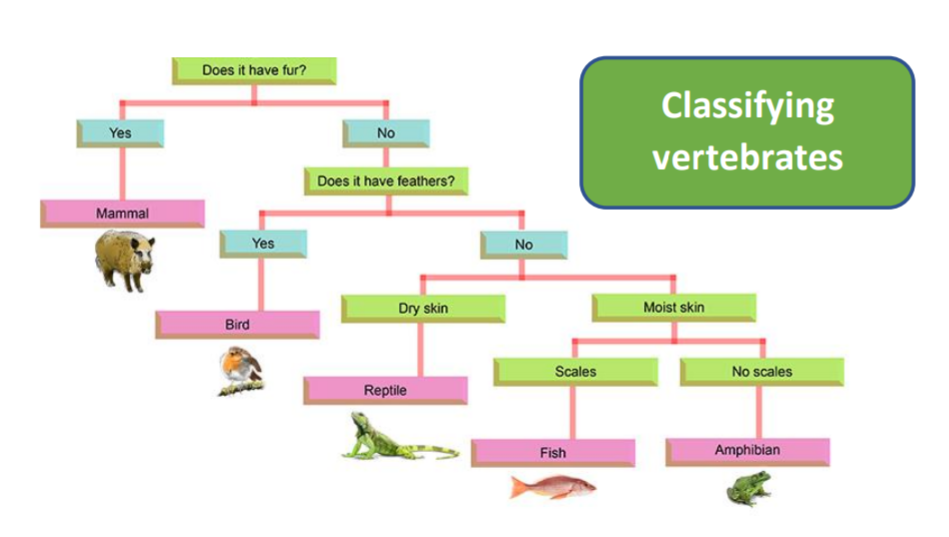 Does it have fur?
Classifying
vertebrates
Yes
No
Does it have feathers?
Mammal
Yes
No
Dry skin
Moist skin
Bird
Scales
No scales
Reptile
Fish
Amphibian